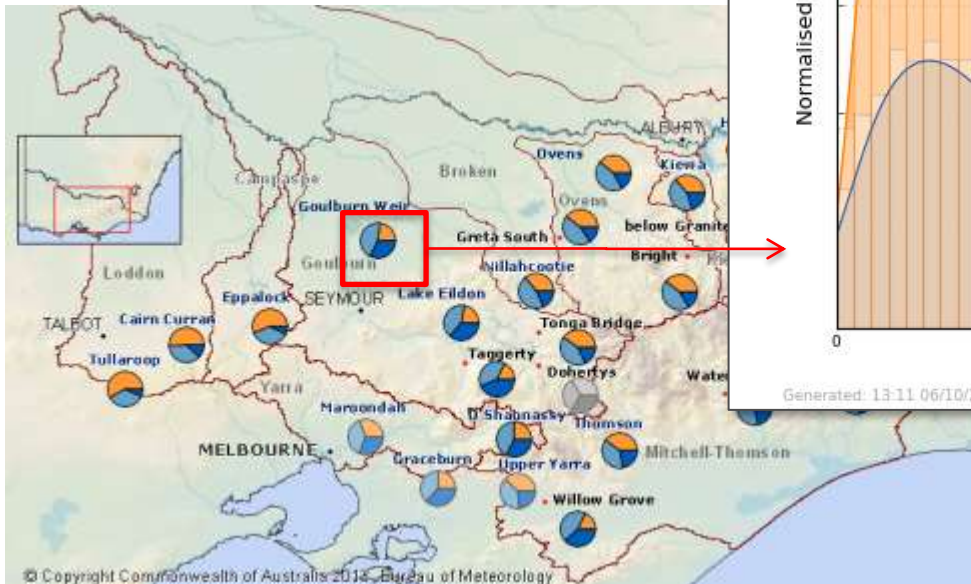 Normalised
ALBURY
Ovens
Kiewa
Campaspe
Broken
Goulburn Weir
Ovens
below Granite
Greta South
Bright
Goulburn
Loddon
Nillahcootie
Eppalock
SEYMOUR
Lake Eildon
TALBOT
Cairn Curran
Tonga Bridge
Tullaroop
Taggerty
Dohertys
Yarra
Maroondah
D'Shannassy
Thomson
MELBOURNE
Mitchell-Thomson
Graceburn
Upper Yarra
Willow Grove
0
Generated: 13:11 06/10/
© Copyright Commonwealth of Australia Bureau of Meteorology